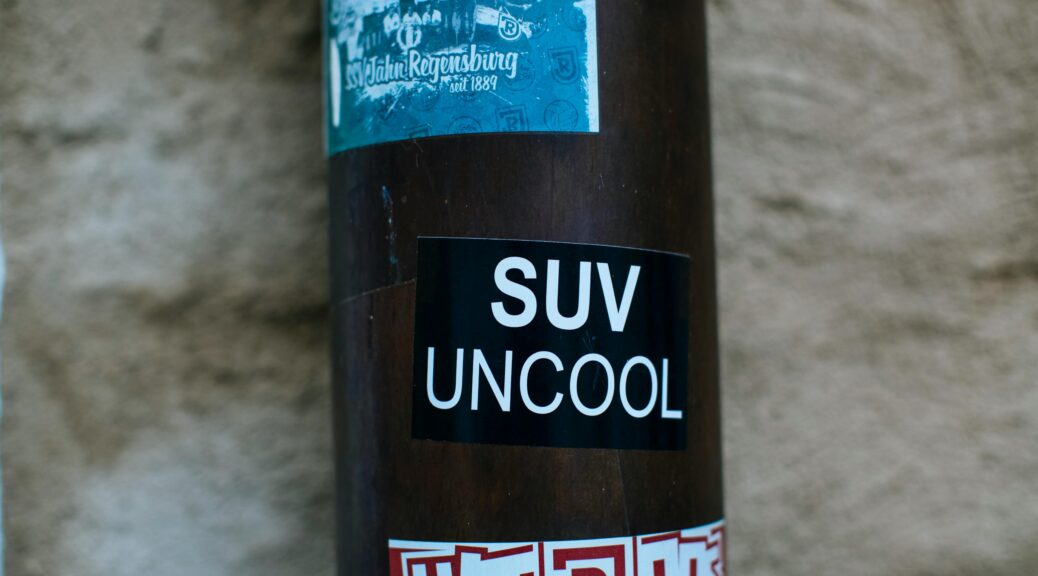 SSV Jahn Regensburg
seit 1889
SUV
UNCOOL